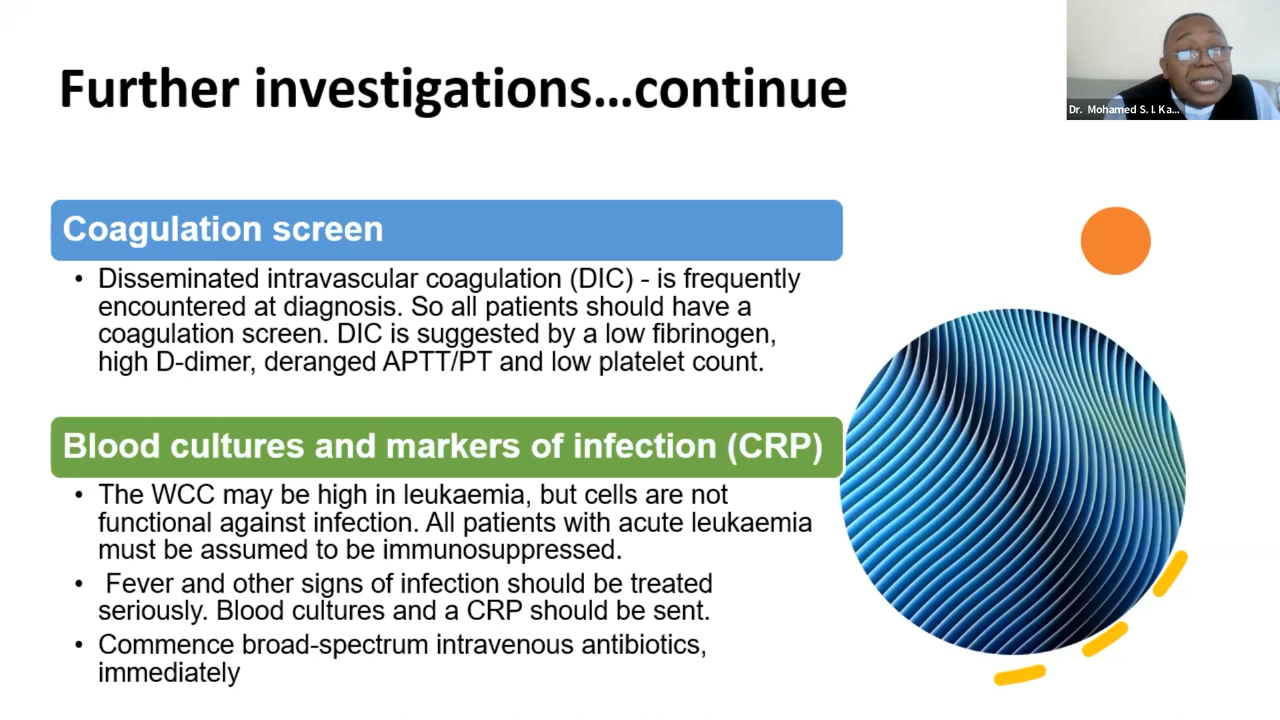 Further investigations...continue
Dr. Mohamed S. I. Ka...
Coagulation screen
• Disseminated intravascular coagulation (DIC) - is frequently
encountered at diagnosis. So all patients should have a
coagulation screen. DIC is suggested by a low fibrinogen,
high D-dimer, deranged APTT/PT and low platelet count.
Blood cultures and markers of infection (CRP)
• The WCC may be high in leukaemia, but cells are not
functional against infection. All patients with acute leukaemia
must be assumed to be immunosuppressed.
• Fever and other signs of infection should be treated
seriously. Blood cultures and a CRP should be sent.
• Commence broad-spectrum intravenous antibiotics,
immediately